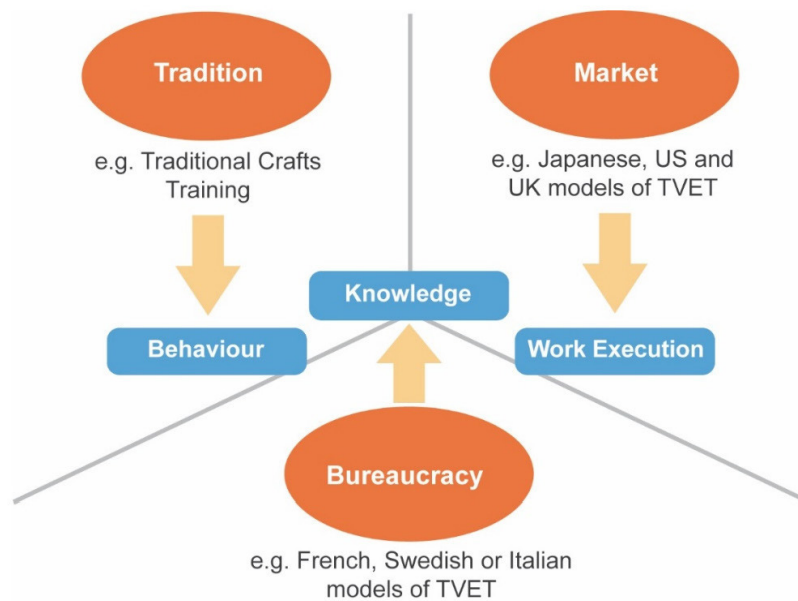 Tradition
e.g. Traditional Crafts
Training
Market
e.g. Japanese, US and
UK models of TVET
Knowledge
Behaviour
Work Execution
Bureaucracy
e.g. French, Swedish or Italian
models of TVET